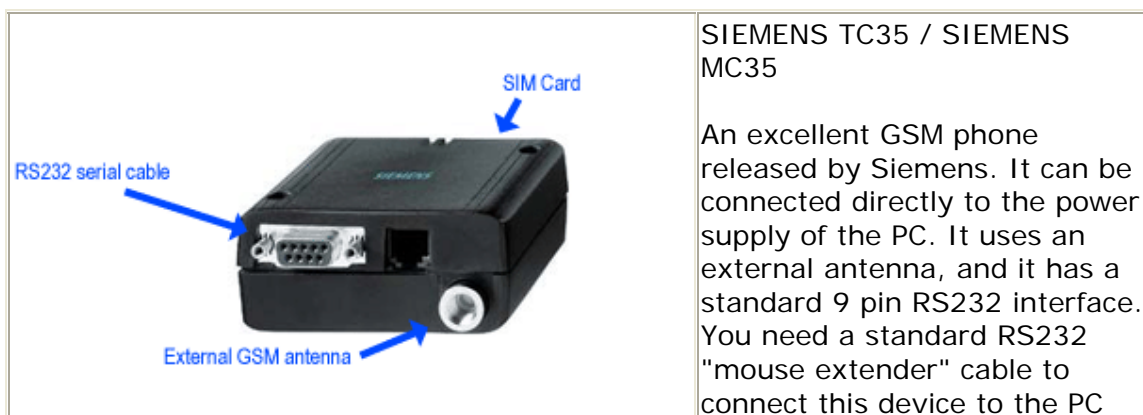 SIM Card
RS232 serial cable
SIEMENS
External GSM antenna
SIEMENS TC35 / SIEMENS
MC35
An excellent GSM phone
released by Siemens. It can be
connected directly to the power
supply of the PC. It uses an
external antenna, and it has a
standard 9 pin RS232 interface.
You need a standard RS232
"mouse extender" cable to
connect this device to the PC